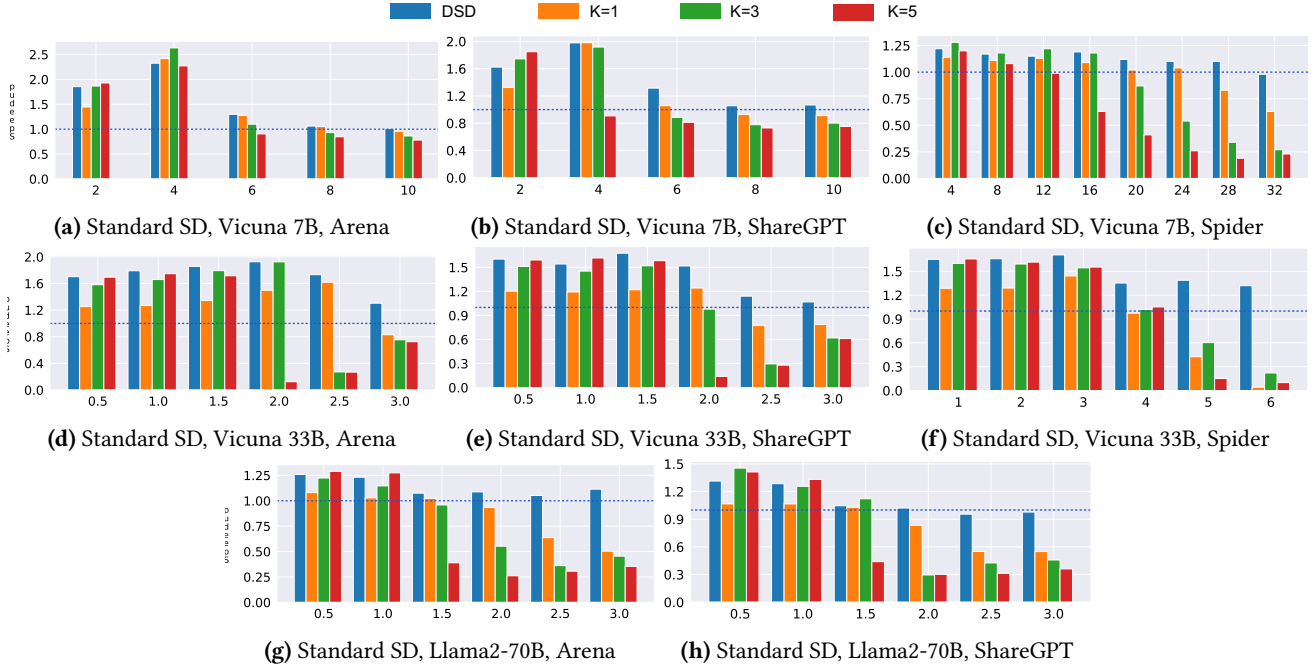 DSD K=1 K=3 K=5
2.5
2.0
1.5
1.0
0.5
0.0
2 4 6 8 10
(a) Standard SD, Vicuna 7B, Arena
2.0
1.6
1.2
0.8
0.4
0.0
2 4 6 8 10
(b) Standard SD, Vicuna 7B, ShareGPT
1.25
1.00
0.75
0.50
0.25
0.00
4 8 12 16 20 24 28 32
(c) Standard SD, Vicuna 7B, Spider
2.0
1.6
1.2
0.8
0.4
0.0
0.5 1.0 1.5 2.0 2.5 3.0
(d) Standard SD, Vicuna 33B, Arena
1.5
1.2
0.9
0.6
0.3
0.0
0.5 1.0 1.5 2.0 2.5 3.0
(e) Standard SD, Vicuna 33B, ShareGPT
1.5
1.2
0.9
0.6
0.3
0.0
1 2 3 4 5 6
(f) Standard SD, Vicuna 33B, Spider
1.25
1.00
0.75
0.50
0.25
0.00
0.5 1.0 1.5 2.0 2.5 3.0
(g) Standard SD, Llama2-70B, Arena
1.5
1.2
0.9
0.6
0.3
0.0
0.5 1.0 1.5 2.0 2.5 3.0
(h) Standard SD, Llama2-70B, ShareGPT